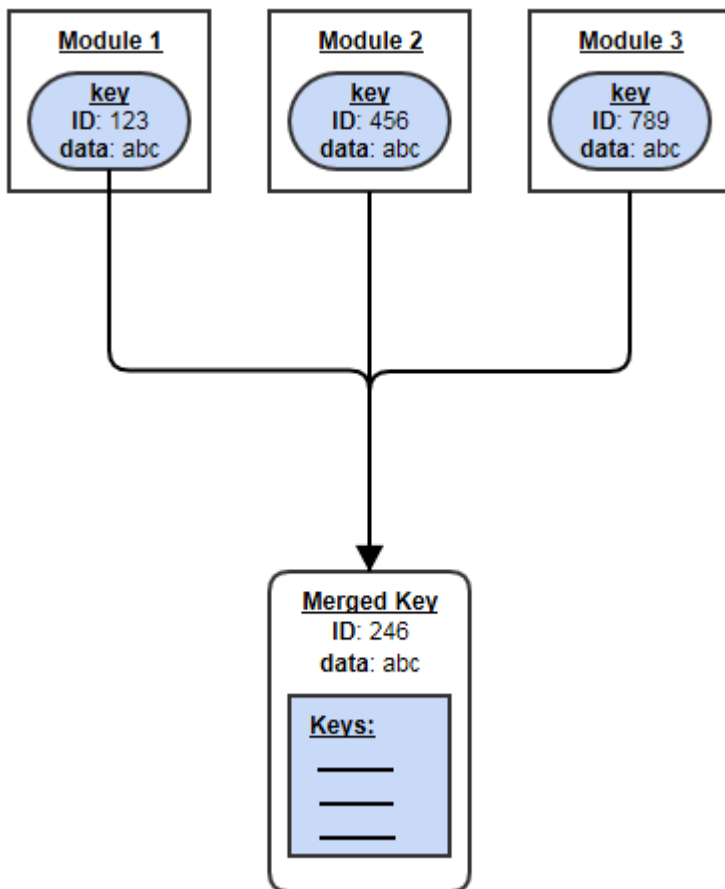 Module 1
key
ID: 123
data: abc
Module 2
key
ID: 456
data: abc
Module 3
key
ID: 789
data: abc
Merged Key
ID: 246
data: abc
Keys: